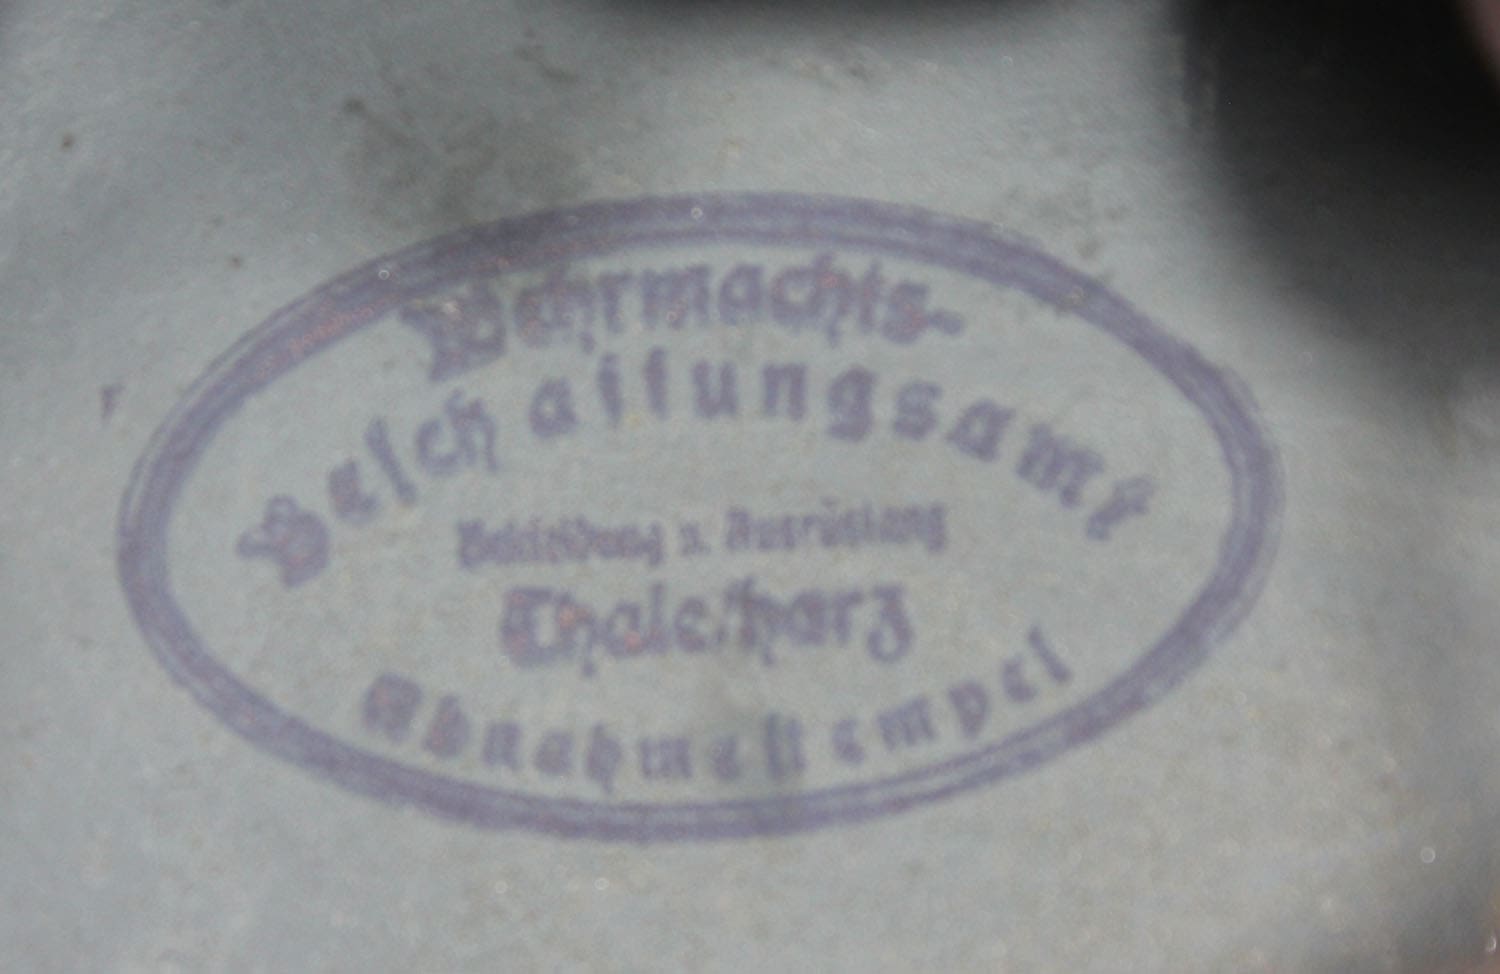 Wehrmachts-
Beschaffungsamt
Bekleidung u. Ausrüstung
Thale/Harz
Abnahmestempel